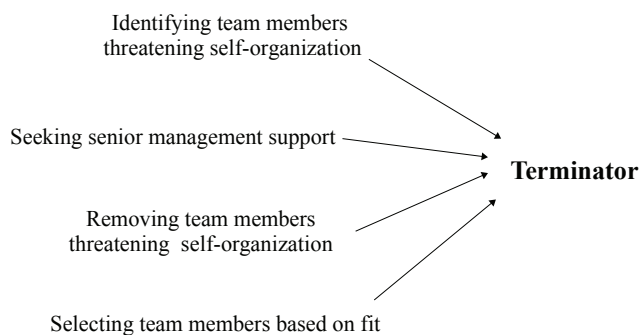 Identifying team members
threatening self-organization
Seeking senior management support
Terminator
Removing team members
threatening self-organization
Selecting team members based on fit